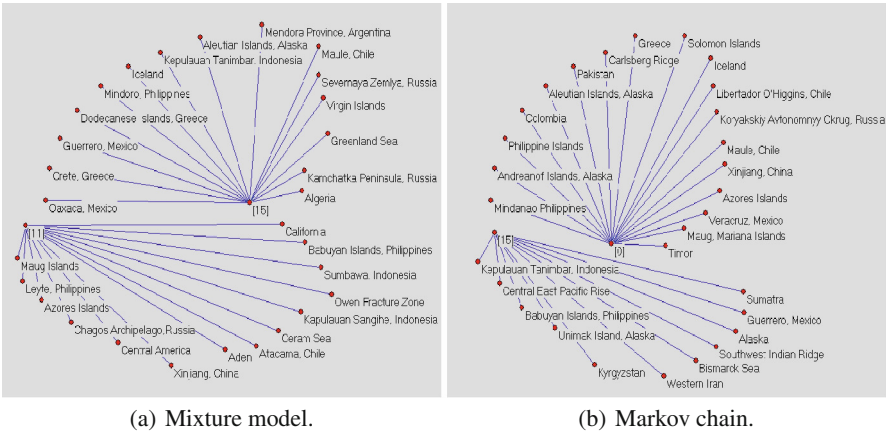 Mendora Province, Argentina
Aleutian Islands, Alaska
Maule, Chile
Kepulauan Tanimbar, Indonesia
Iceland
Severnaya Zemlya, Russia
Mindoro, Philippines
Virgin Islands
Dodecanese Islands, Greece
Greenland Sea
Guerrero, Mexico
Crete, Greece
Kamchatka Peninsula, Russia
Algeria
Oaxaca, Mexico
[15]
[11]
California
Babuyan Islands, Philippines
Maug Islands
Sumbawa, Indonesia
Leyte, Philippines
Owen Fracture Zone
Azores Islands
Kapulauan Sangihe, Indonesia
Chagos Archipelago,Russia
Ceram Sea
Central America
Aden
Atacama, Chile
Xinjiang, China
(a) Mixture model.
Greece
Solomon Islands
Carlsberg Ridge
Iceland
Pakistan
Aleutian Islands, Alaska
Libertador O'Higgins, Chile
Colombia
Koryakskiy Avtonomnyy Okrug, Russia
Philippine Islands
Maule, Chile
Andreanof Islands, Alaska
Xinjiang, China
Azores Islands
Mindanao Philippines
Veracruz, Mexico
Maug, Mariana Islands
[15]
[0]
Timor
Kapulauan Tanimbar, Indonesia
Central East Pacific Rise
Sumatra
Babuyan Islands, Philippines
Guerrero, Mexico
Unimak Island, Alaska
Alaska
Southwest Indian Ridge
Kyrgyzstan
Bismarck Sea
Western Iran
(b) Markov chain.